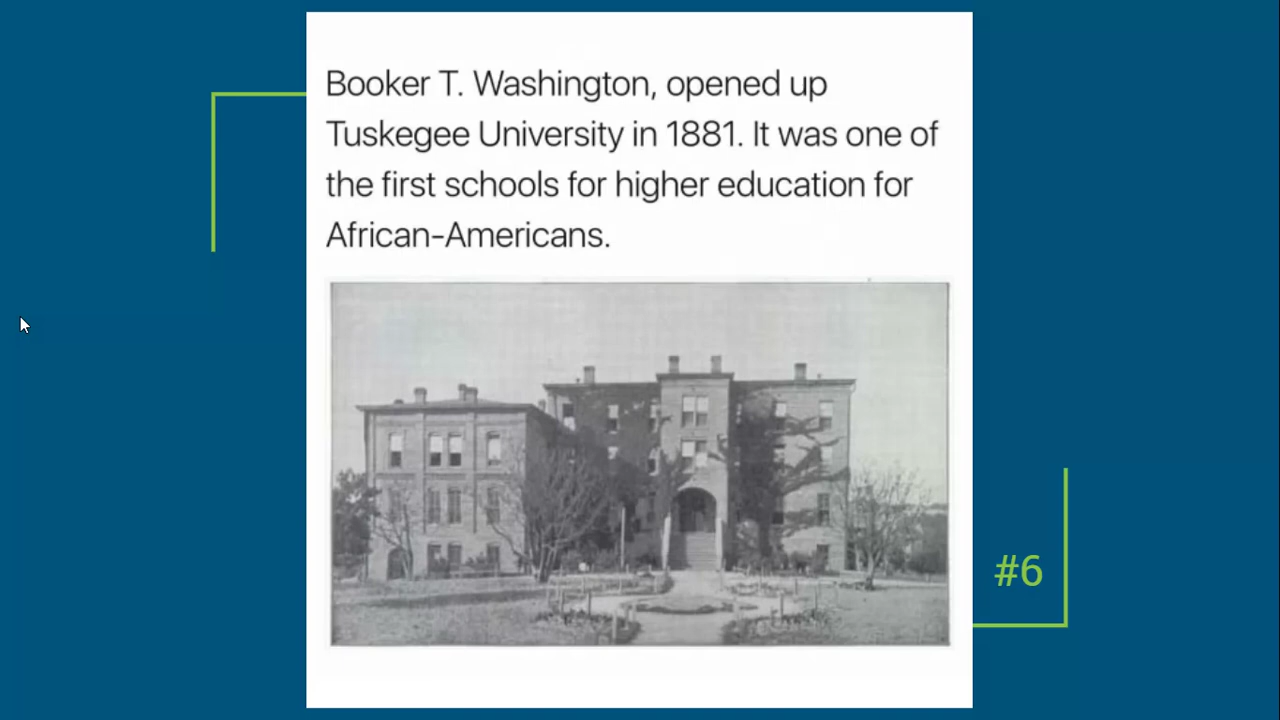 Booker T. Washington, opened up
Tuskegee University in 1881. It was one of
the first schools for higher education for
African-Americans.
#6